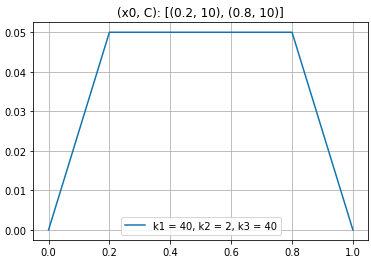 (x0, C): [(0.2, 10), (0.8, 10)]
0.05
0.04
0.03
0.02
0.01
0.00
k1 = 40, k2 = 2, k3 = 40
0.0 0.2 0.4 0.6 0.8 1.0